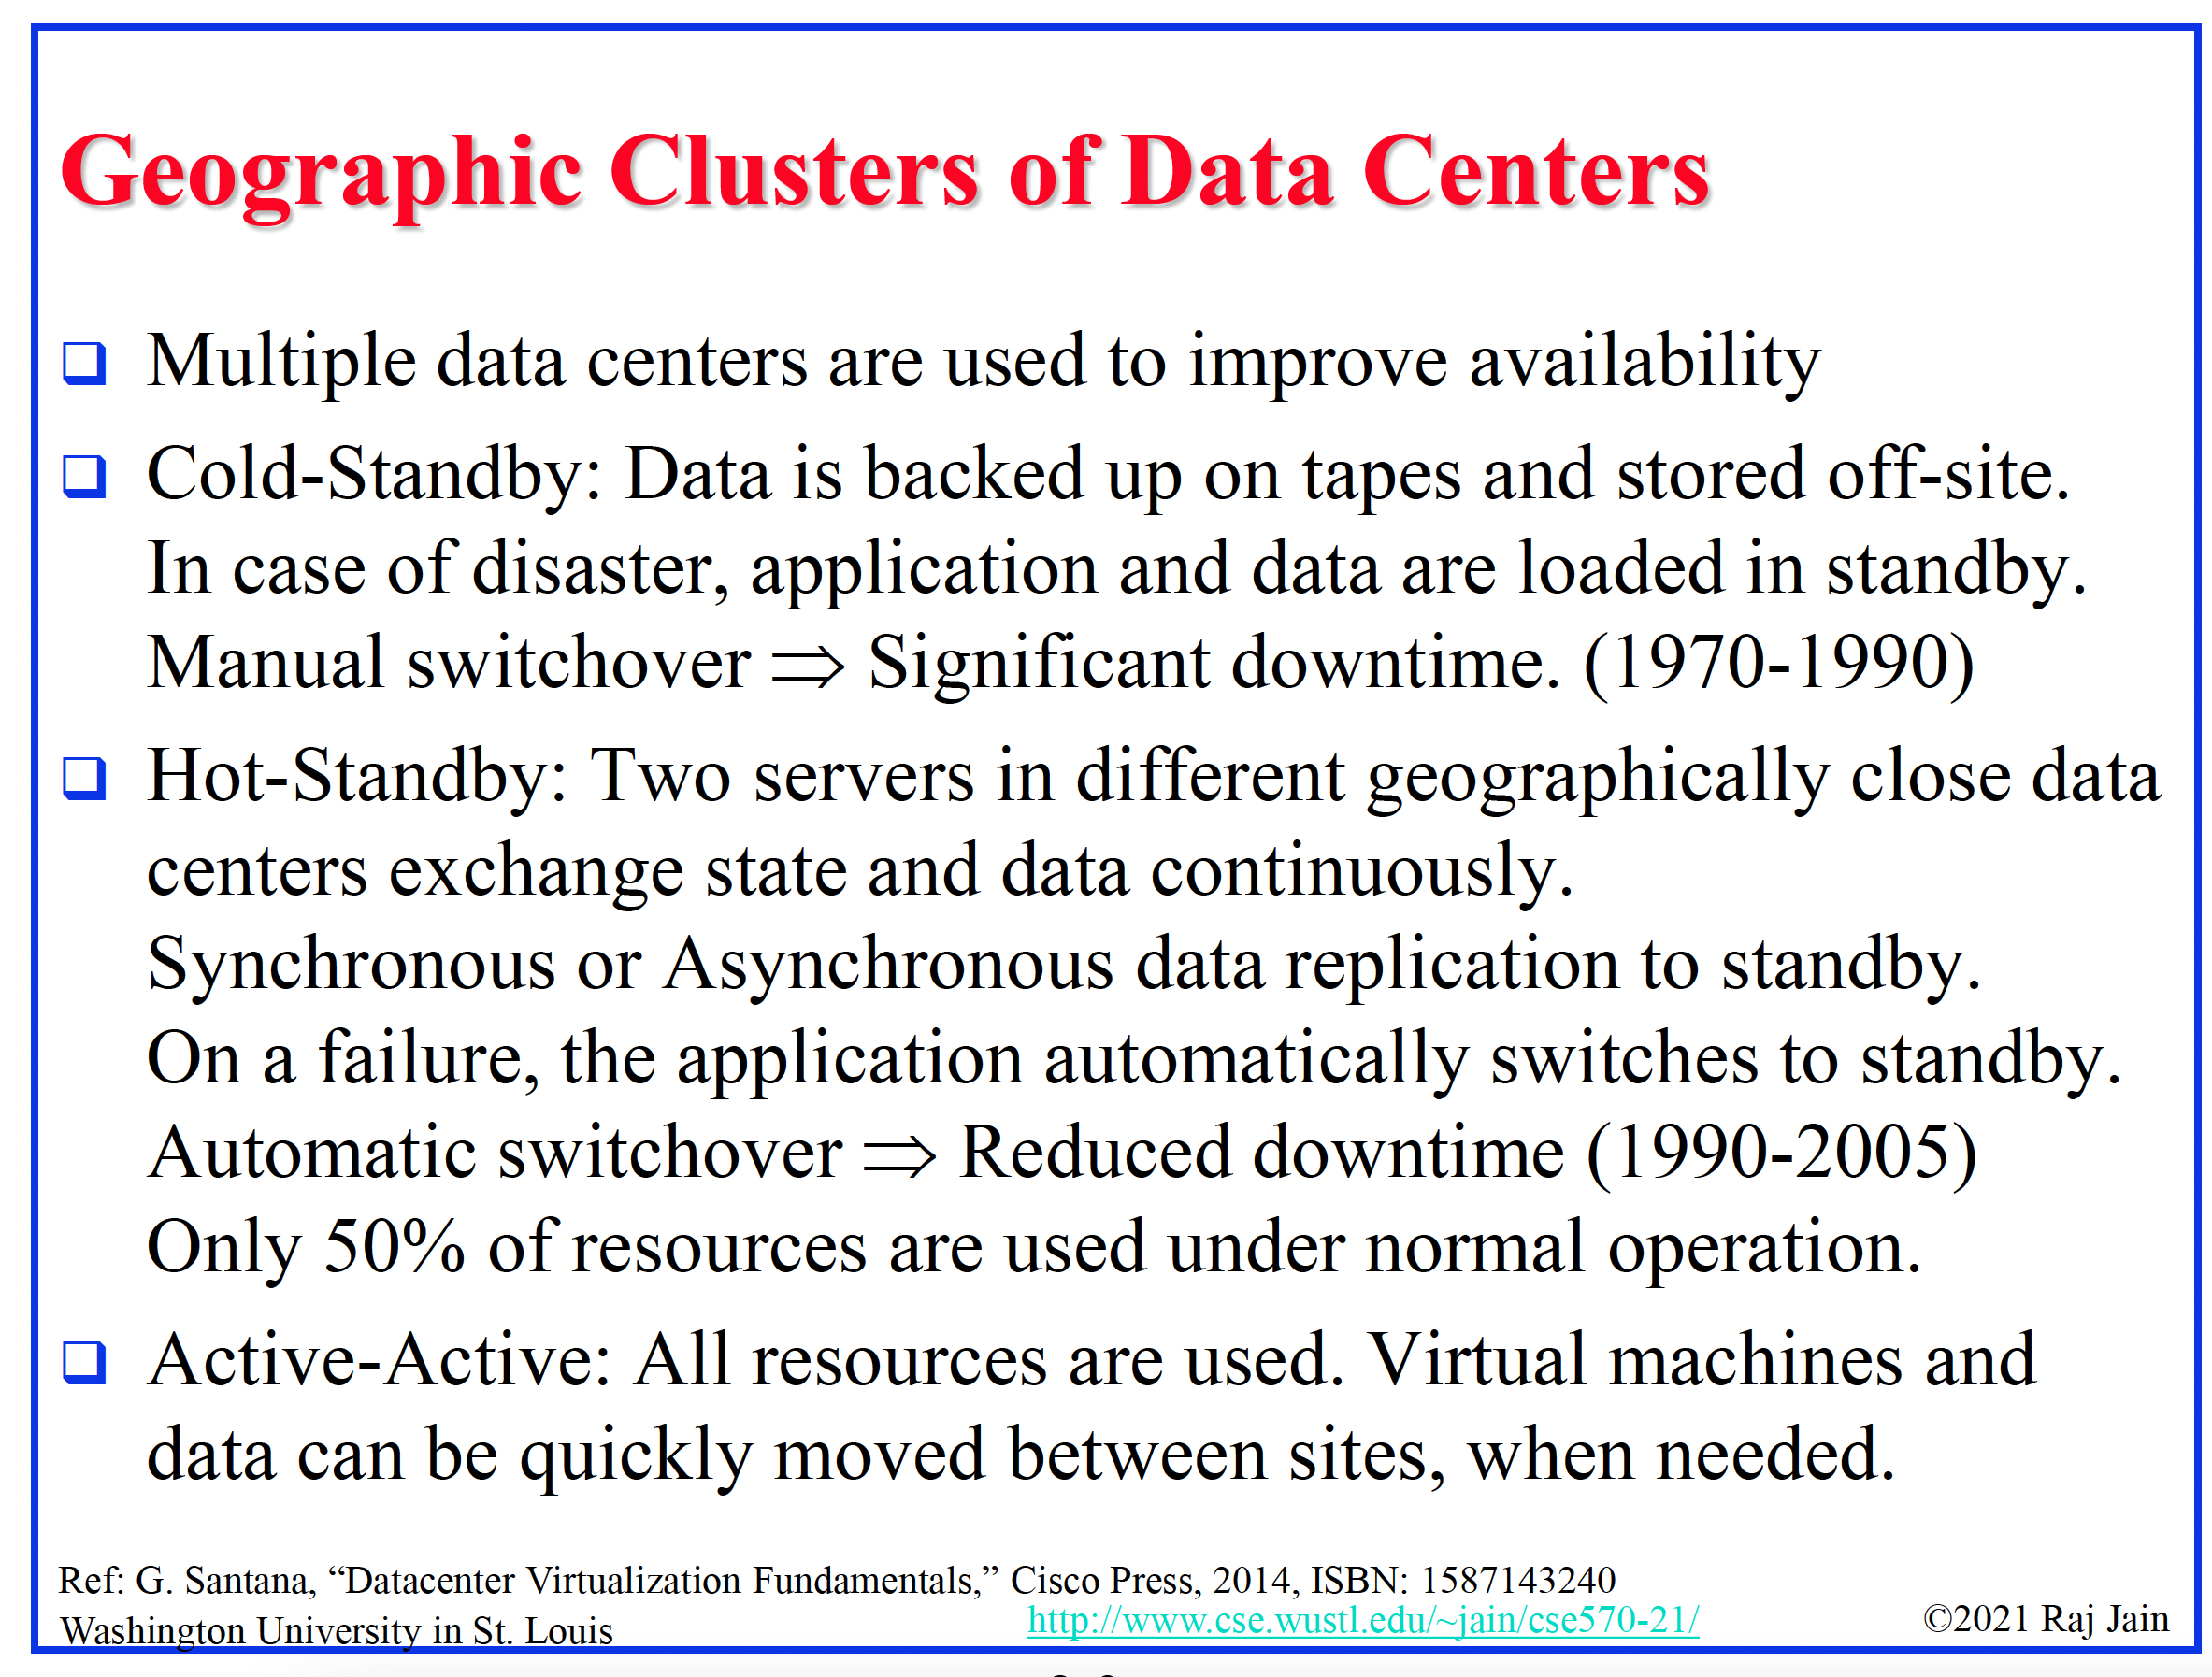 Geographic Clusters of Data Centers
Multiple data centers are used to improve availability
Cold-Standby: Data is backed up on tapes and stored off-site.
In case of disaster, application and data are loaded in standby.
Manual switchover ⇒ Significant downtime. (1970-1990)
Hot-Standby: Two servers in different geographically close data
centers exchange state and data continuously.
Synchronous or Asynchronous data replication to standby.
On a failure, the application automatically switches to standby.
Automatic switchover ⇒ Reduced downtime (1990-2005)
Only 50% of resources are used under normal operation.
Active-Active: All resources are used. Virtual machines and
data can be quickly moved between sites, when needed.
Ref: G. Santana, “Datacenter Virtualization Fundamentals,” Cisco Press, 2014, ISBN: 1587143240
Washington University in St. Louis http://www.cse.wustl.edu/~jain/cse570-21/ ©2021 Raj Jain